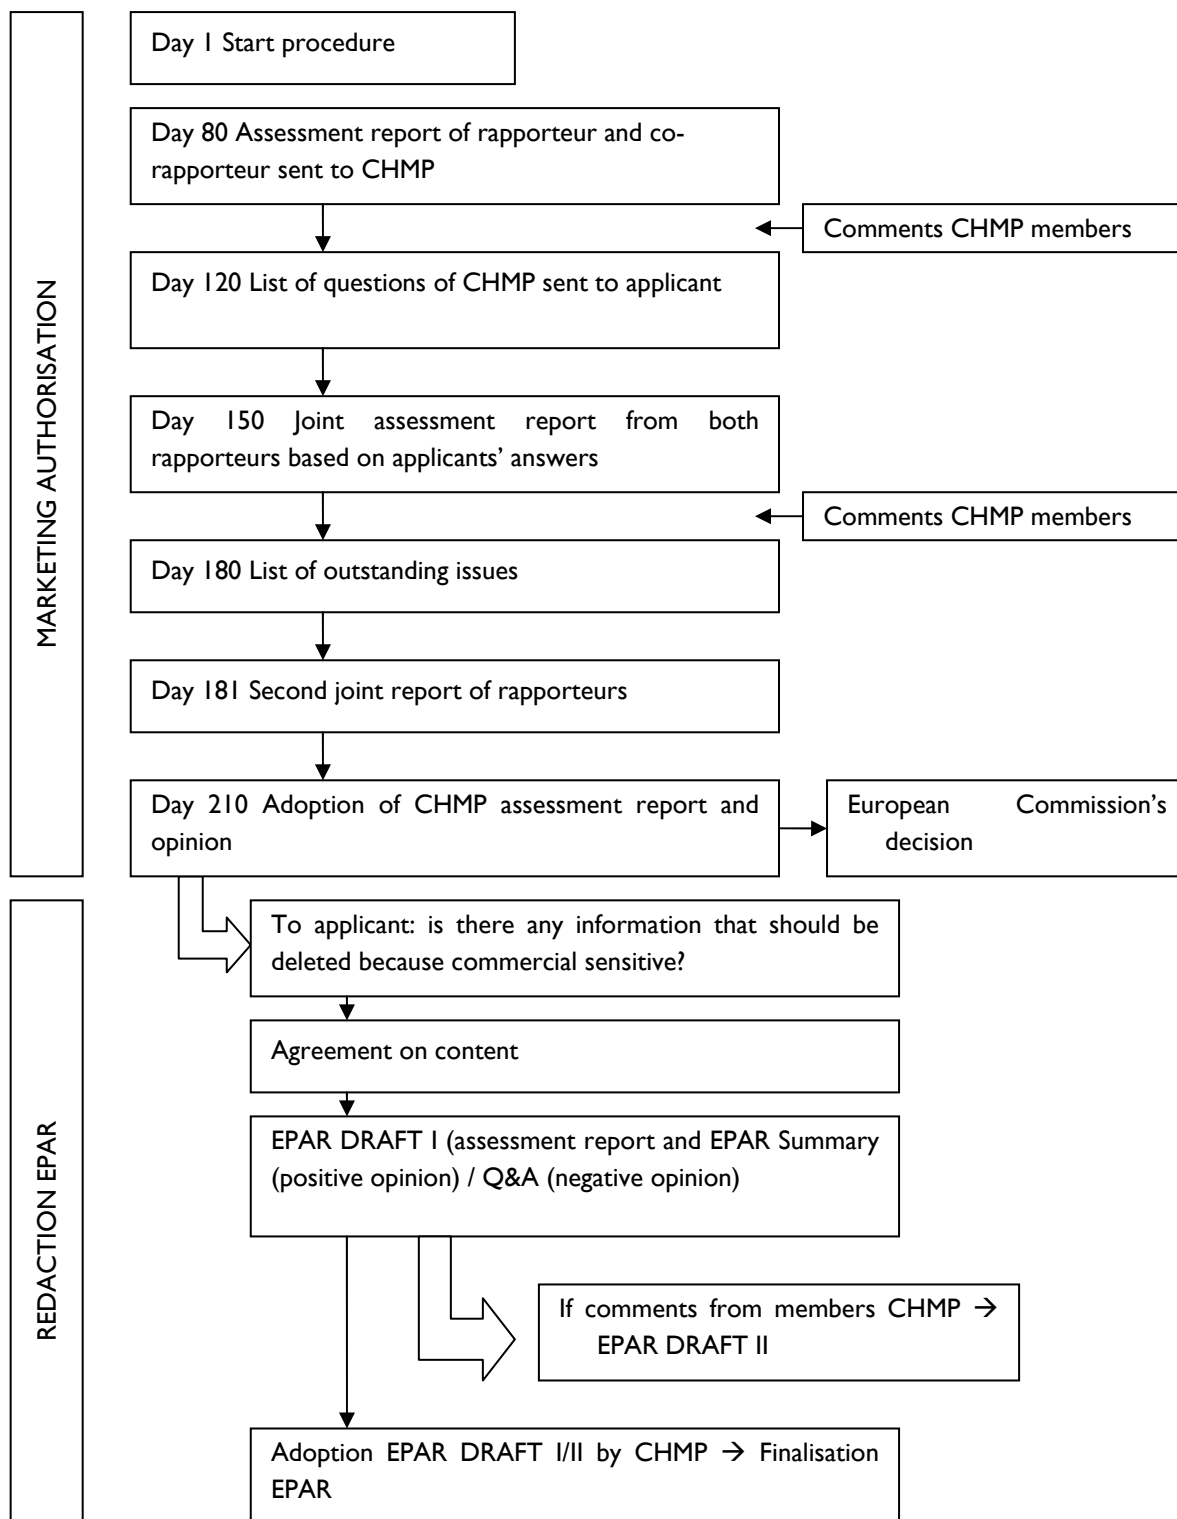 MARKETING AUTHORISATION
Day 1 Start procedure
Day 80 Assessment report of rapporteur and co-
rapporteur sent to CHMP
Comments CHMP members
Day 120 List of questions of CHMP sent to applicant
Day 150 Joint assessment report from both
rapporteurs based on applicants’ answers
Comments CHMP members
Day 180 List of outstanding issues
Day 181 Second joint report of rapporteurs
Day 210 Adoption of CHMP assessment report and
opinion
European Commission’s
decision
REDACTION EPAR
To applicant: is there any information that should be
deleted because commercial sensitive?
Agreement on content
EPAR DRAFT I (assessment report and EPAR Summary
(positive opinion) / Q&A (negative opinion)
If comments from members CHMP →
EPAR DRAFT II
Adoption EPAR DRAFT I/II by CHMP → Finalisation
EPAR